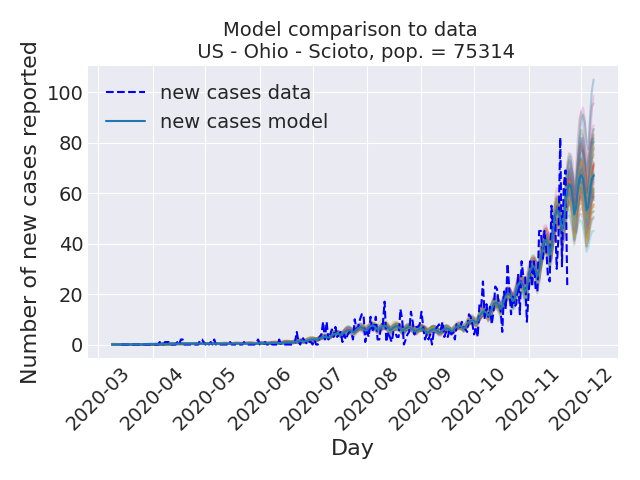 Model comparison to data
US - Ohio - Scioto, pop. = 75314
new cases data
new cases model
Number of new cases reported
100
80
60
40
20
0
2020-03
2020-04
2020-05
2020-06
2020-07
2020-08
2020-09
2020-10
2020-11
2020-12
Day